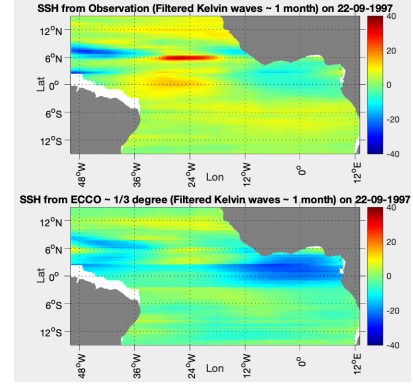 SSH from Observation (Filtered Kelvin waves ~ 1 month) on 22-09-1997
40
12°N
20
6°N
Lat
0°
0
6°S
-20
12°S
-40
48°W
36°W
24°W
12°W
0°
12°E
Lon
SSH from ECCO ~ 1/3 degree (Filtered Kelvin waves ~ 1 month) on 22-09-1997
40
12°N
20
6°N
Lat
0°
0
6°S
-20
12°S
-40
48°W
36°W
24°W
12°W
0°
12°E
Lon